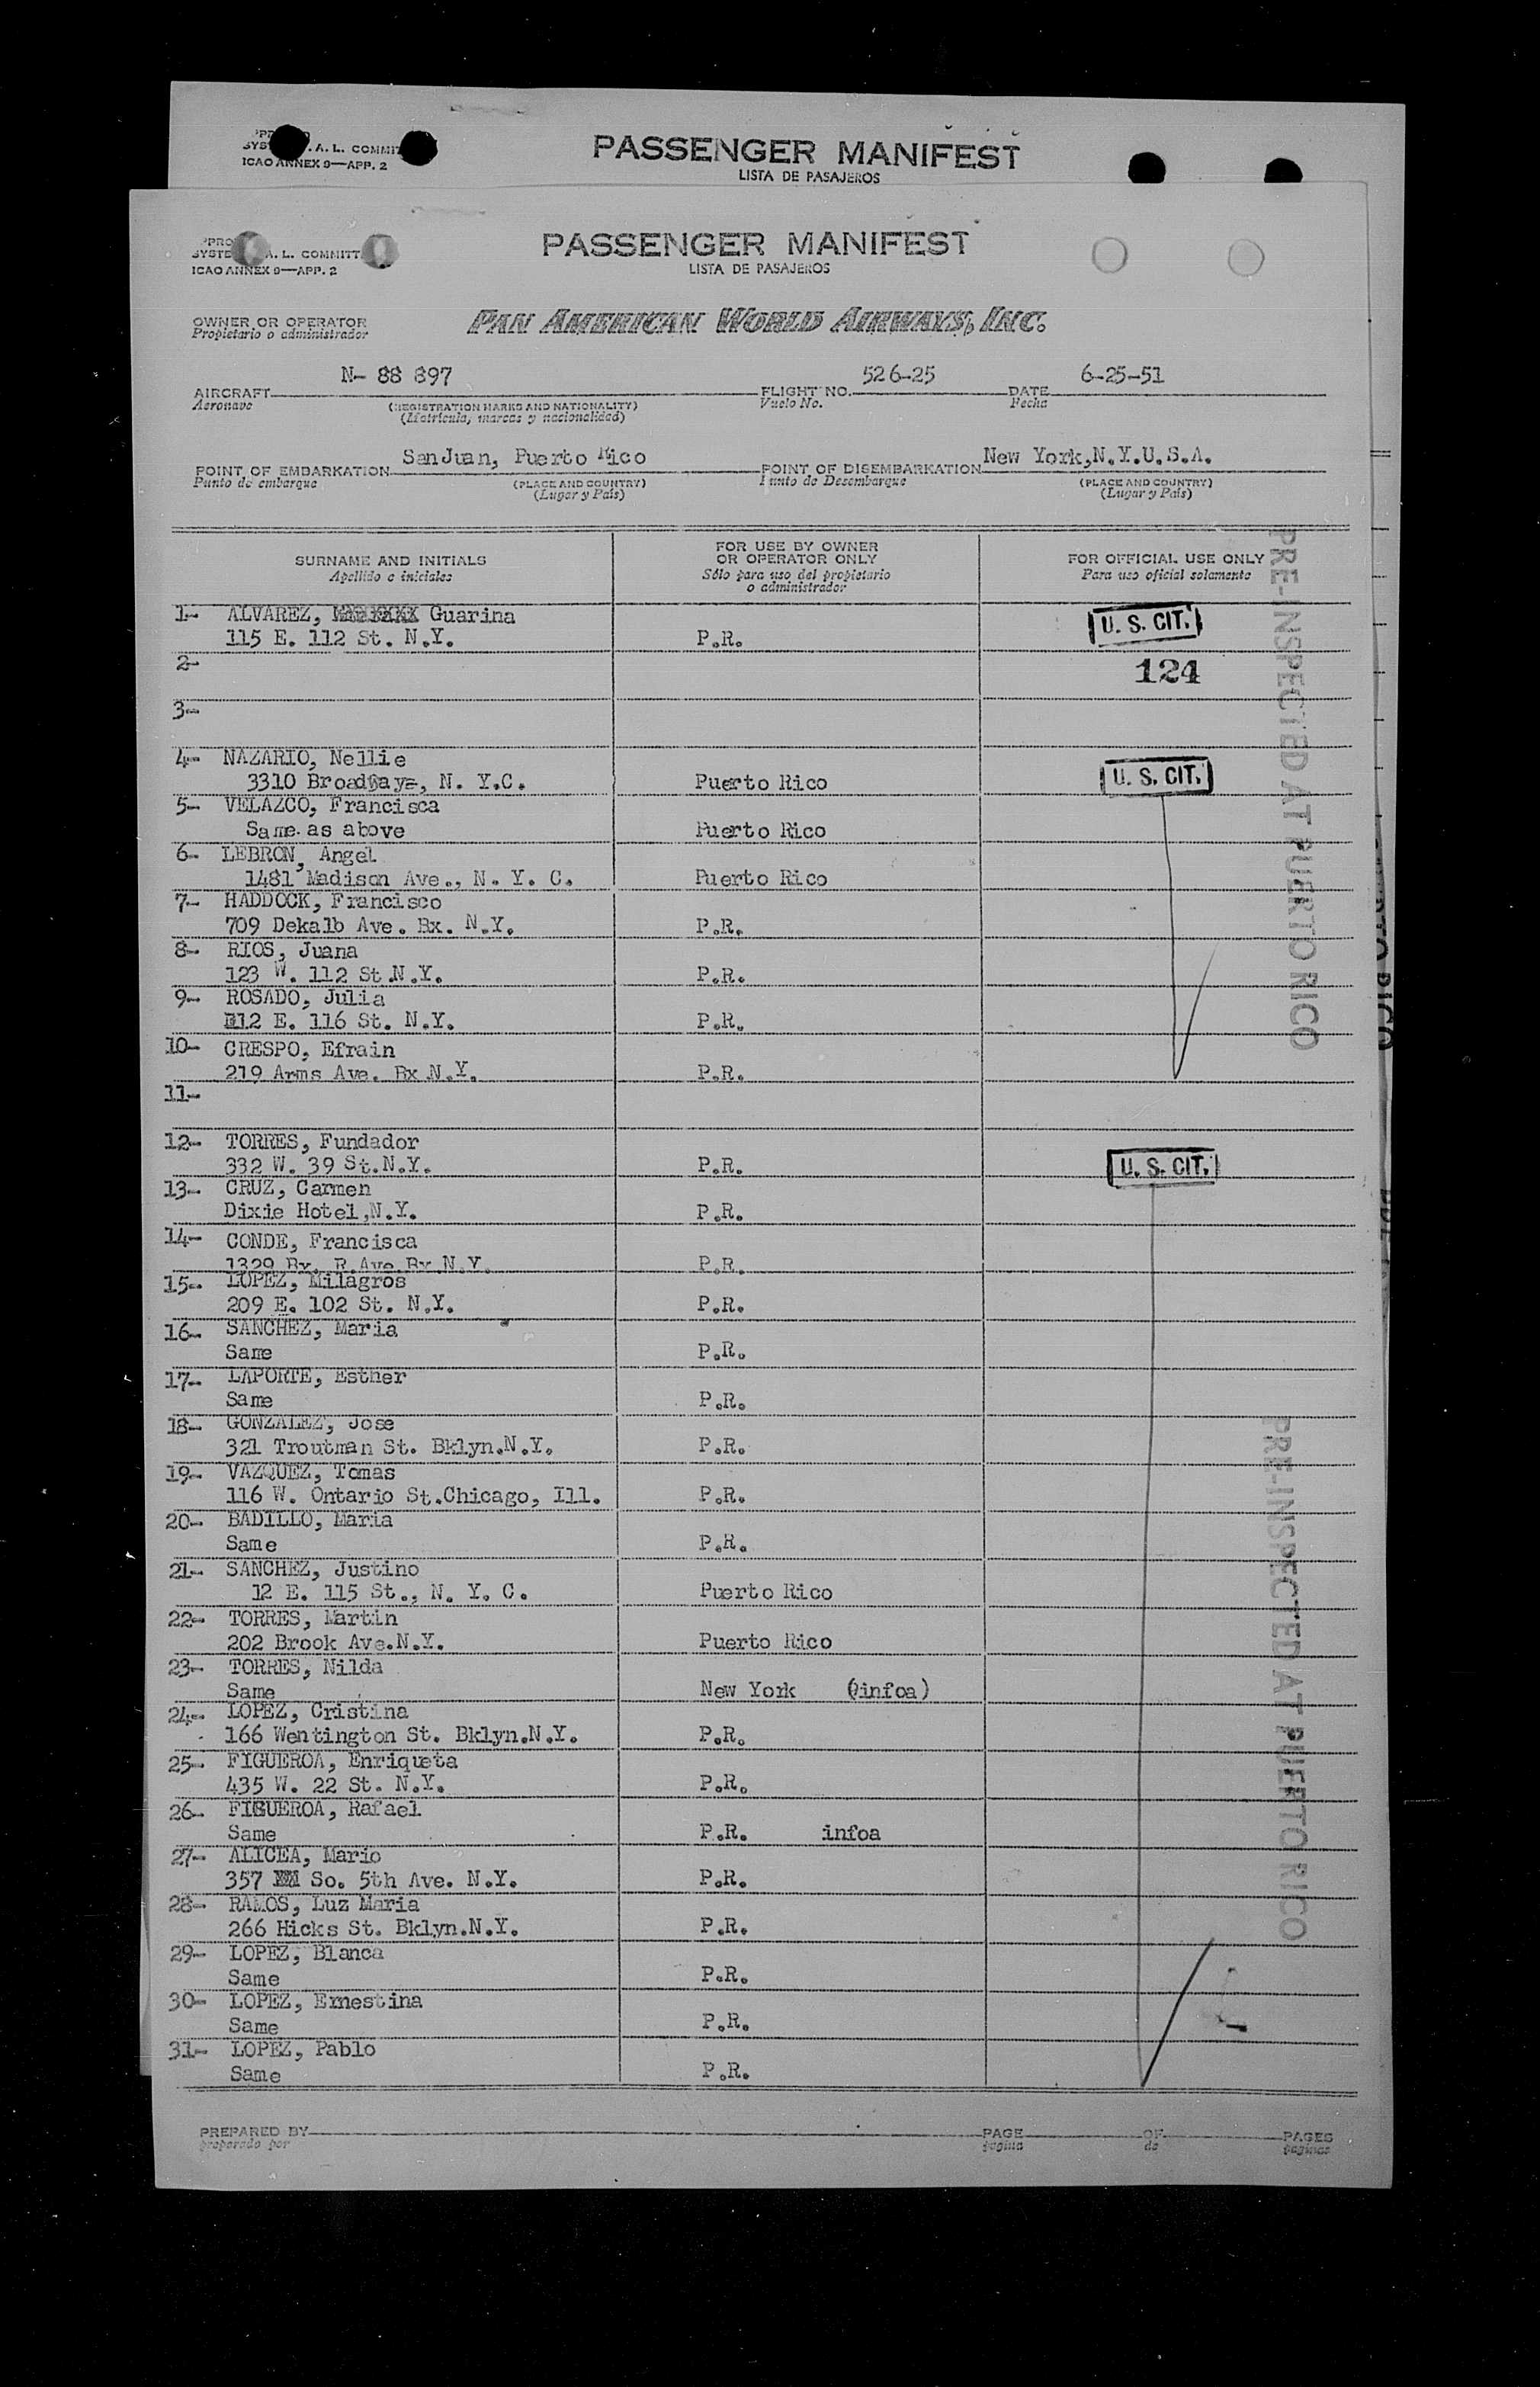 A. L. COMMIT
ICAO ANNEX 9—APP. 2
PASSENGER MANIFEST
LISTA DE PASAJEROS
A. L. COMMITT
ICAO ANNEX 9—APP. 2
PASSENGER MANIFEST
LISTA DE PASAJEROS
OWNER OR OPERATOR
Propietario o administrador
PAN AMERICAN WORLD AIRWAYS, INC.
AIRCRAFT N- 88 897 FLIGHT NO. 526-25 DATE 6-25-51
Aeronave (REGISTRATION MARKS AND NATIONALITY) Vuelo No. Fecha
(Matricula, marcas y nacionalidad)
POINT OF EMBARKATION SanJuan, Puerto Rico POINT OF DISEMBARKATION New York,N.Y.U.S.A.
Punto de embarque (PLACE AND COUNTRY) Punto de Desembarque (PLACE AND COUNTRY)
(Lugar y País) (Lugar y País)
SURNAME AND INITIALS FOR USE BY OWNER OR OPERATOR ONLY FOR OFFICIAL USE ONLY
Apellido e iniciales Sólo para uso del propietario o administrador Para uso oficial solamente
1- ALVAREZ, Guarina U. S. CIT.
115 E. 112 St. N.Y. P.R.
2- 124
3-
4- NAZARIO, Nellie U. S. CIT.
3310 Broadway-, N. Y.C. Puerto Rico
5- VELAZCO, Francisca
Same as above Puerto Rico
6- LEBRON, Angel
1481 Madison Ave., N. Y. C. Puerto Rico
7- HADDOCK, Francisco
709 Dekalb Ave. Bx. N.Y. P.R.
8- RIOS, Juana
123 W. 112 St.N.Y. P.R.
9- ROSADO, Julia
12 E. 116 St. N.Y. P.R.
10- CRESPO, Efrain
219 Arms Ave. Bx N.Y. P.R.
11-
12- TORRES, Fundador U. S. CIT.
332 W. 39 St.N.Y. P.R.
13- CRUZ, Carmen
Dixie Hotel,N.Y. P.R.
14- CONDE, Francisca
1329 Bx. R.Ave.Bx N.Y. P.R.
15- LOPEZ, Milagros
209 E. 102 St. N.Y. P.R.
16- SANCHEZ, Maria
Same P.R.
17- LAPORTE, Esther
Same P.R.
18- GONZALEZ, Jose
321 Troutman St. Bklyn.N.Y. P.R.
19- VAZQUEZ, Tomas
116 W. Ontario St.Chicago, Ill. P.R.
20- BADILLO, Maria
Same P.R.
21- SANCHEZ, Justino
12 E. 115 St., N. Y. C. Puerto Rico
22- TORRES, Martin
202 Brook Ave.N.Y. Puerto Rico
23- TORRES, Nilda
Same New York (infoa)
24- LOPEZ, Cristina
166 Wentington St. Bklyn.N.Y. P.R.
25- FIGUEROA, Enriqueta
435 W. 22 St. N.Y. P.R.
26- FIGUEROA, Rafael
Same P.R. infoa
27- ALICEA, Mario
357 So. 5th Ave. N.Y. P.R.
28- RAMOS, Luz Maria
266 Hicks St. Bklyn.N.Y. P.R.
29- LOPEZ, Blanca
Same P.R.
30- LOPEZ, Ernestina
Same P.R.
31- LOPEZ, Pablo
Same P.R.
PREPARED BY PAGE OF PAGES
preparado por pagina de paginas
PRE-INSPECTED AT PUERTO RICO
PRE-INSPECTED AT PUERTO RICO